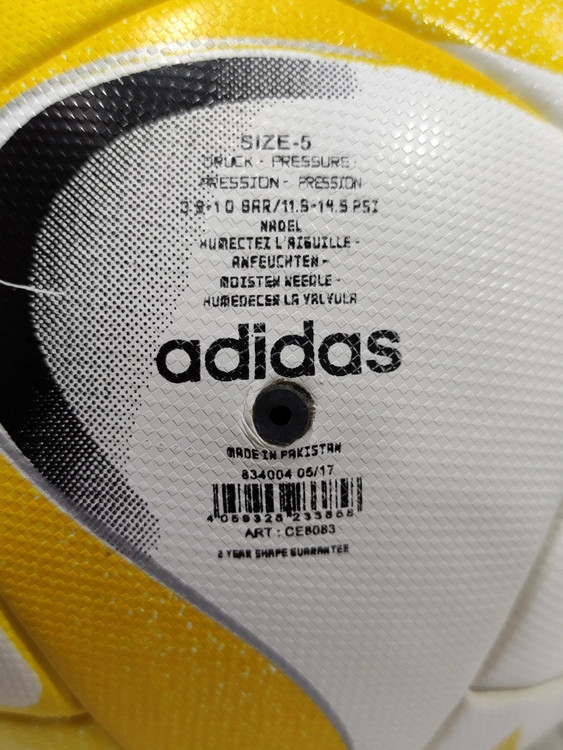 SIZE-5
DRUCK - PRESSURE -
PRESSION - PRESSION
0.8-1.0 BAR/11.5-14.5 PSI
NADEL
HUMECTEZ L'AIGUILLE -
ANFEUCHTEN -
MOISTEN NEEDLE -
HUMEDECER LA VALVULA
adidas
MADE IN PAKISTAN
834004 05/17
ART : CE8083
2 YEAR SHAPE GUARANTEE